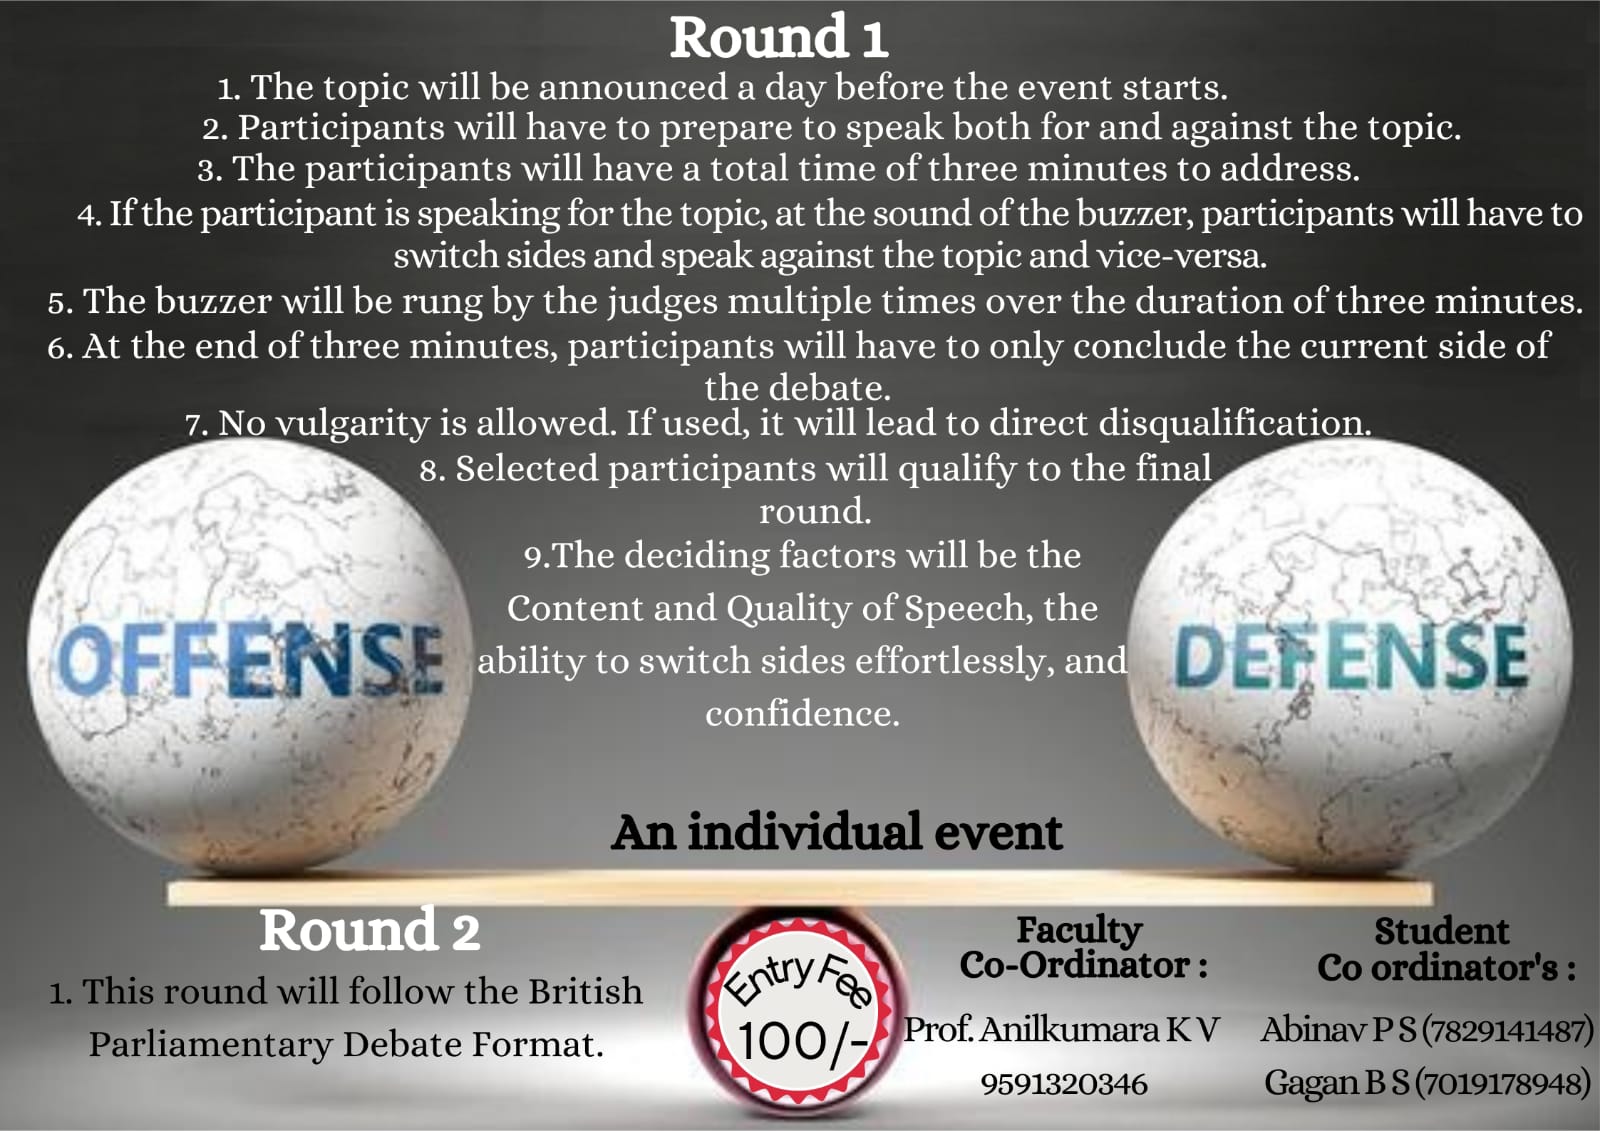 Round 1
1. The topic will be announced a day before the event starts.
2. Participants will have to prepare to speak both for and against the topic.
3. The participants will have a total time of three minutes to address.
4. If the participant is speaking for the topic, at the sound of the buzzer, participants will have to
switch sides and speak against the topic and vice-versa.
5. The buzzer will be rung by the judges multiple times over the duration of three minutes.
6. At the end of three minutes, participants will have to only conclude the current side of
the debate.
7. No vulgarity is allowed. If used, it will lead to direct disqualification.
8. Selected participants will qualify to the final
round.
9.The deciding factors will be the
Content and Quality of Speech, the
ability to switch sides effortlessly, and
confidence.
OFFENSE
DEFENSE
An individual event
Round 2
1. This round will follow the British
Parliamentary Debate Format.
Entry Fee
100/-
Faculty
Co-Ordinator :
Prof. Anilkumara K V
9591320346
Student
Co ordinator's :
Abinav P S (7829141487)
Gagan B S (7019178948)